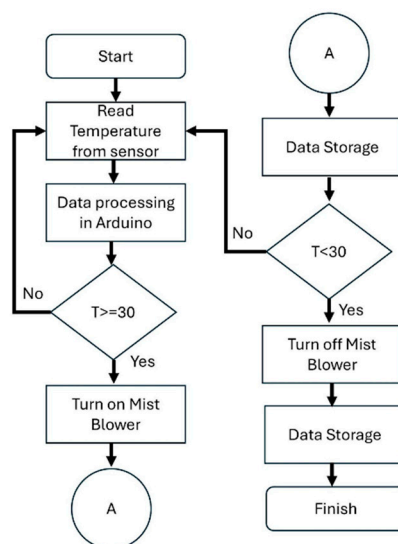 Start
Read
Temperature
from sensor
Data processing
in Arduino
No
T>=30
Yes
Turn on Mist
Blower
A
A
Data Storage
No
T<30
Yes
Turn off Mist
Blower
Data Storage
Finish